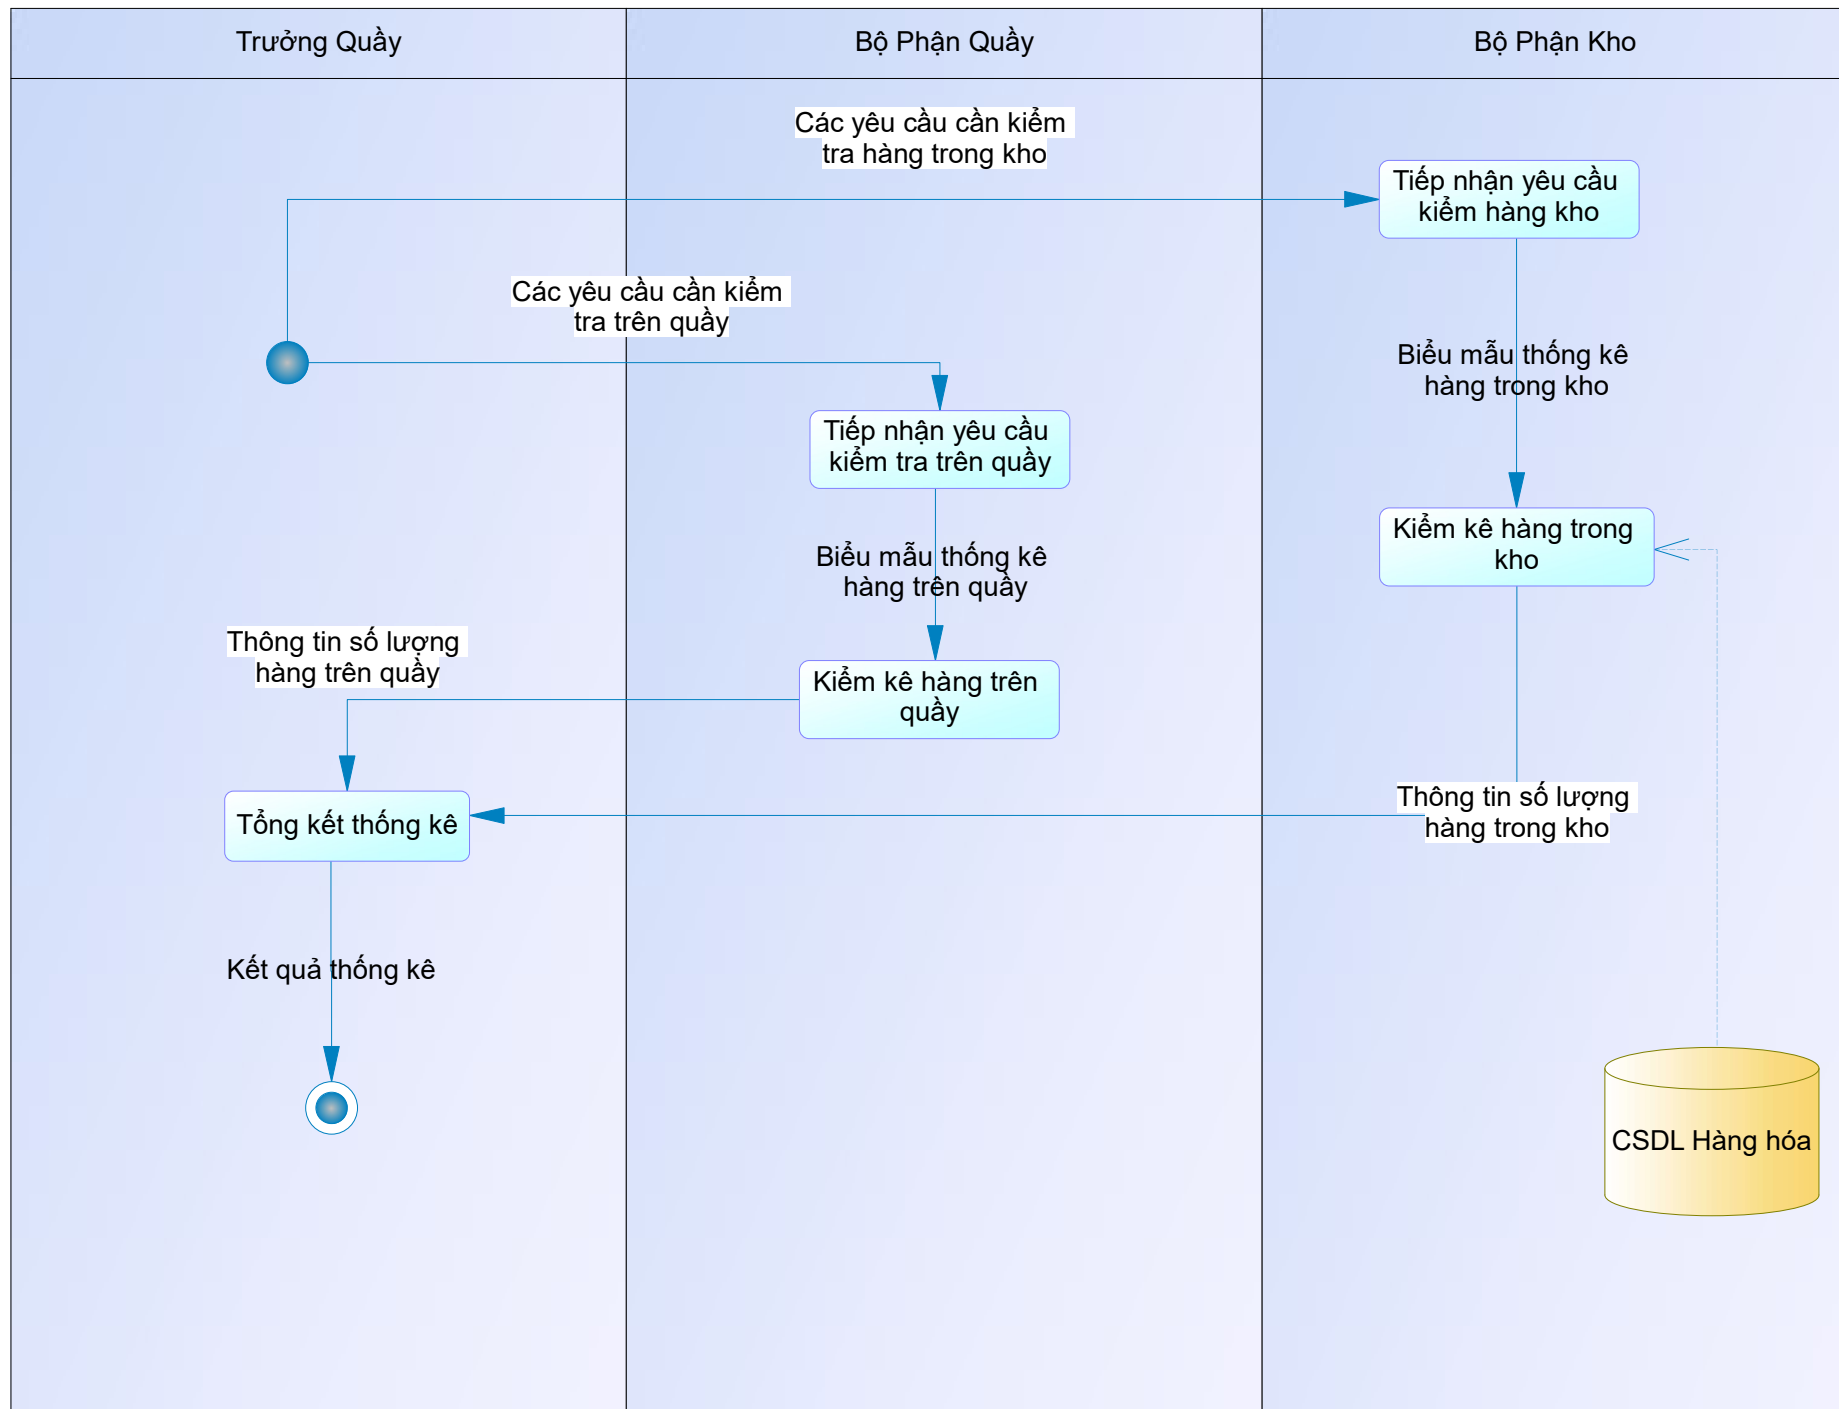 Trưởng Quầy
Bộ Phận Quầy
Bộ Phận Kho
Các yêu cầu cần kiểm
tra hàng trong kho
Tiếp nhận yêu cầu
kiểm hàng kho
Các yêu cầu cần kiểm
tra trên quầy
Biểu mẫu thống kê
hàng trong kho
Tiếp nhận yêu cầu
kiểm tra trên quầy
Kiểm kê hàng trong
kho
Biểu mẫu thống kê
hàng trên quầy
Thông tin số lượng
hàng trên quầy
Kiểm kê hàng trên
quầy
Thông tin số lượng
hàng trong kho
Tổng kết thống kê
Kết quả thống kê
CSDL Hàng hóa